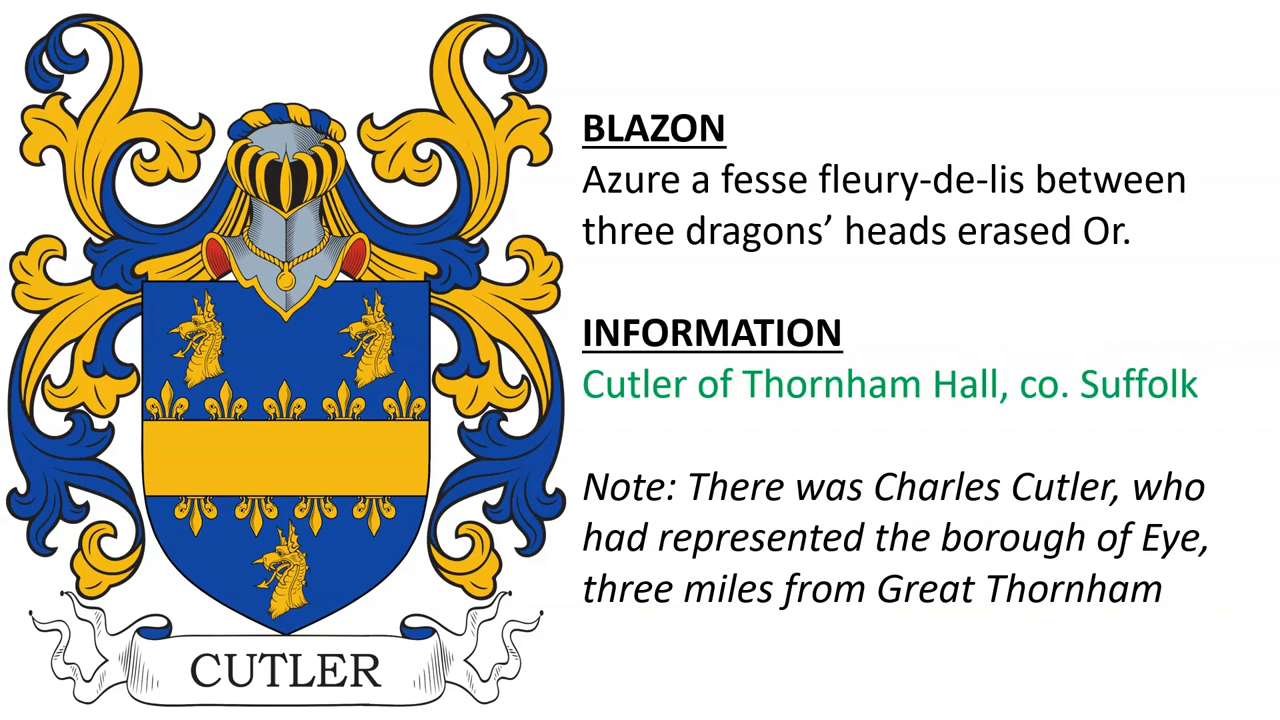 BLAZON
Azure a fesse fleury-de-lis between
three dragons’ heads erased Or.
INFORMATION
Cutler of Thornham Hall, co. Suffolk
Note: There was Charles Cutler, who
had represented the borough of Eye,
three miles from Great Thornham
CUTLER